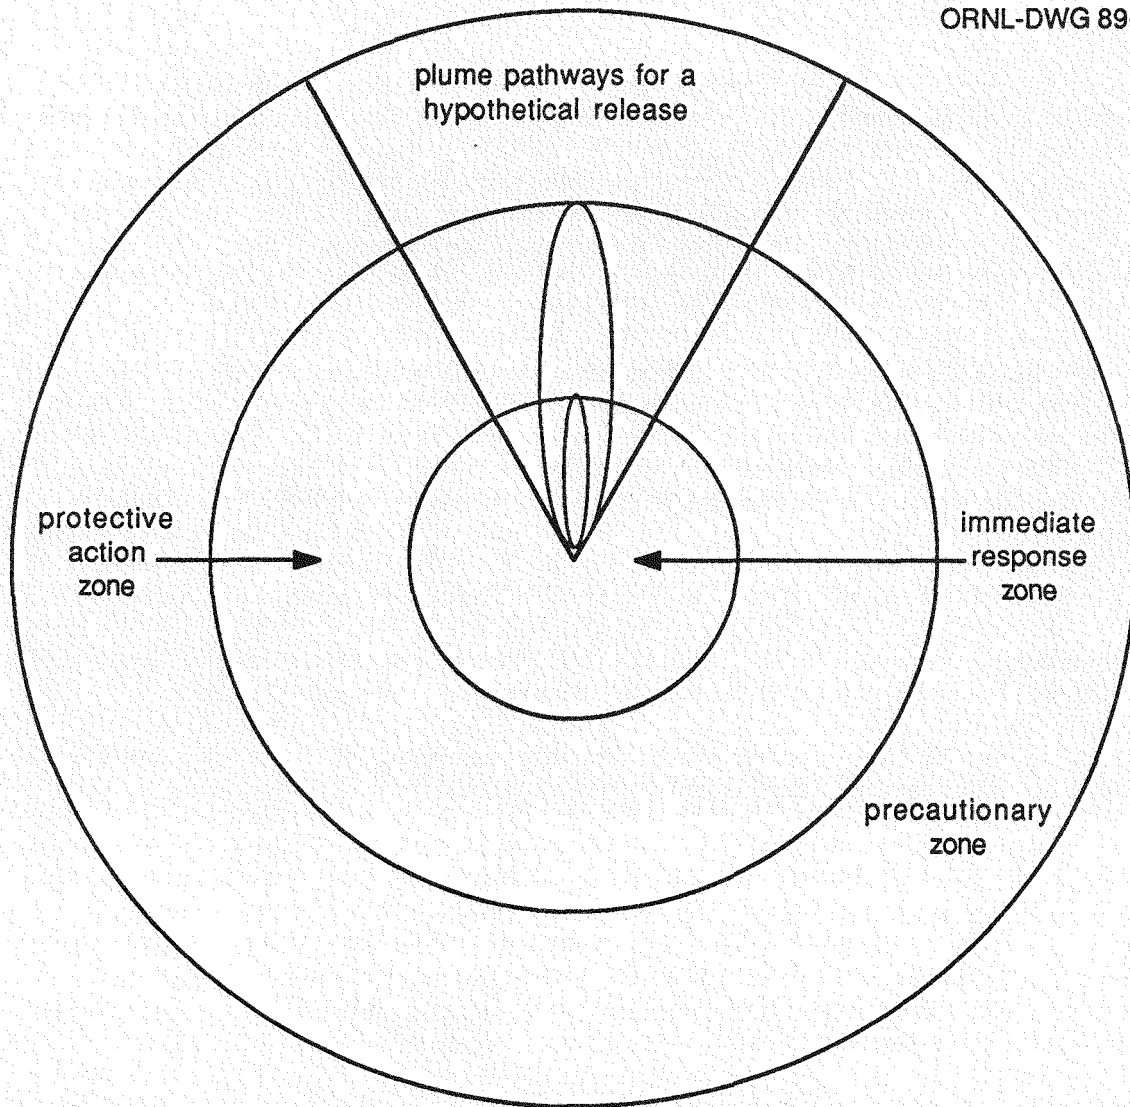 ORNL-DWG 89
plume pathways for a
hypothetical release
protective
action
zone
immediate
response
zone
precautionary
zone